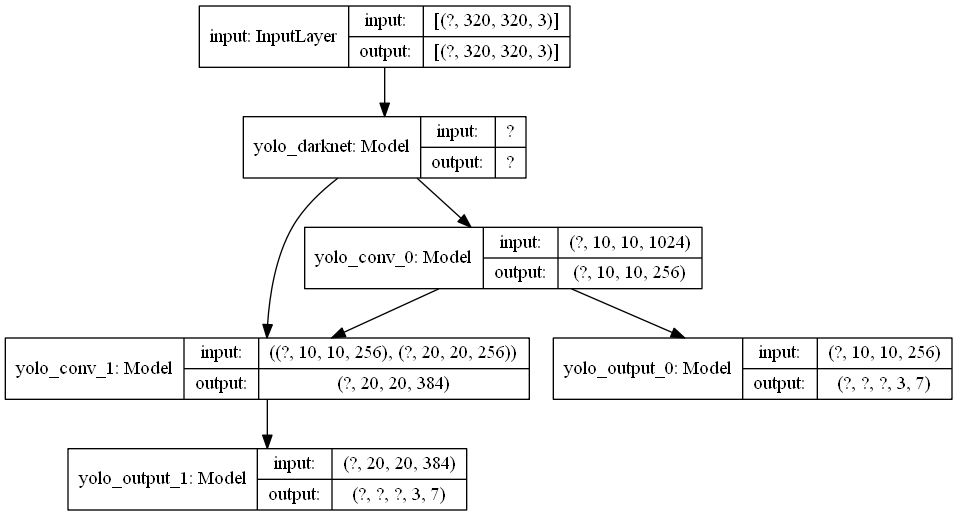 input: InputLayer
input:
[(?, 320, 320, 3)]
output:
[(?, 320, 320, 3)]
yolo_darknet: Model
input:
?
output:
?
yolo_conv_0: Model
input:
(?, 10, 10, 1024)
output:
(?, 10, 10, 256)
yolo_conv_1: Model
input:
((?, 10, 10, 256), (?, 20, 20, 256))
output:
(?, 20, 20, 384)
yolo_output_0: Model
input:
(?, 10, 10, 256)
output:
(?, ?, ?, 3, 7)
yolo_output_1: Model
input:
(?, 20, 20, 384)
output:
(?, ?, ?, 3, 7)